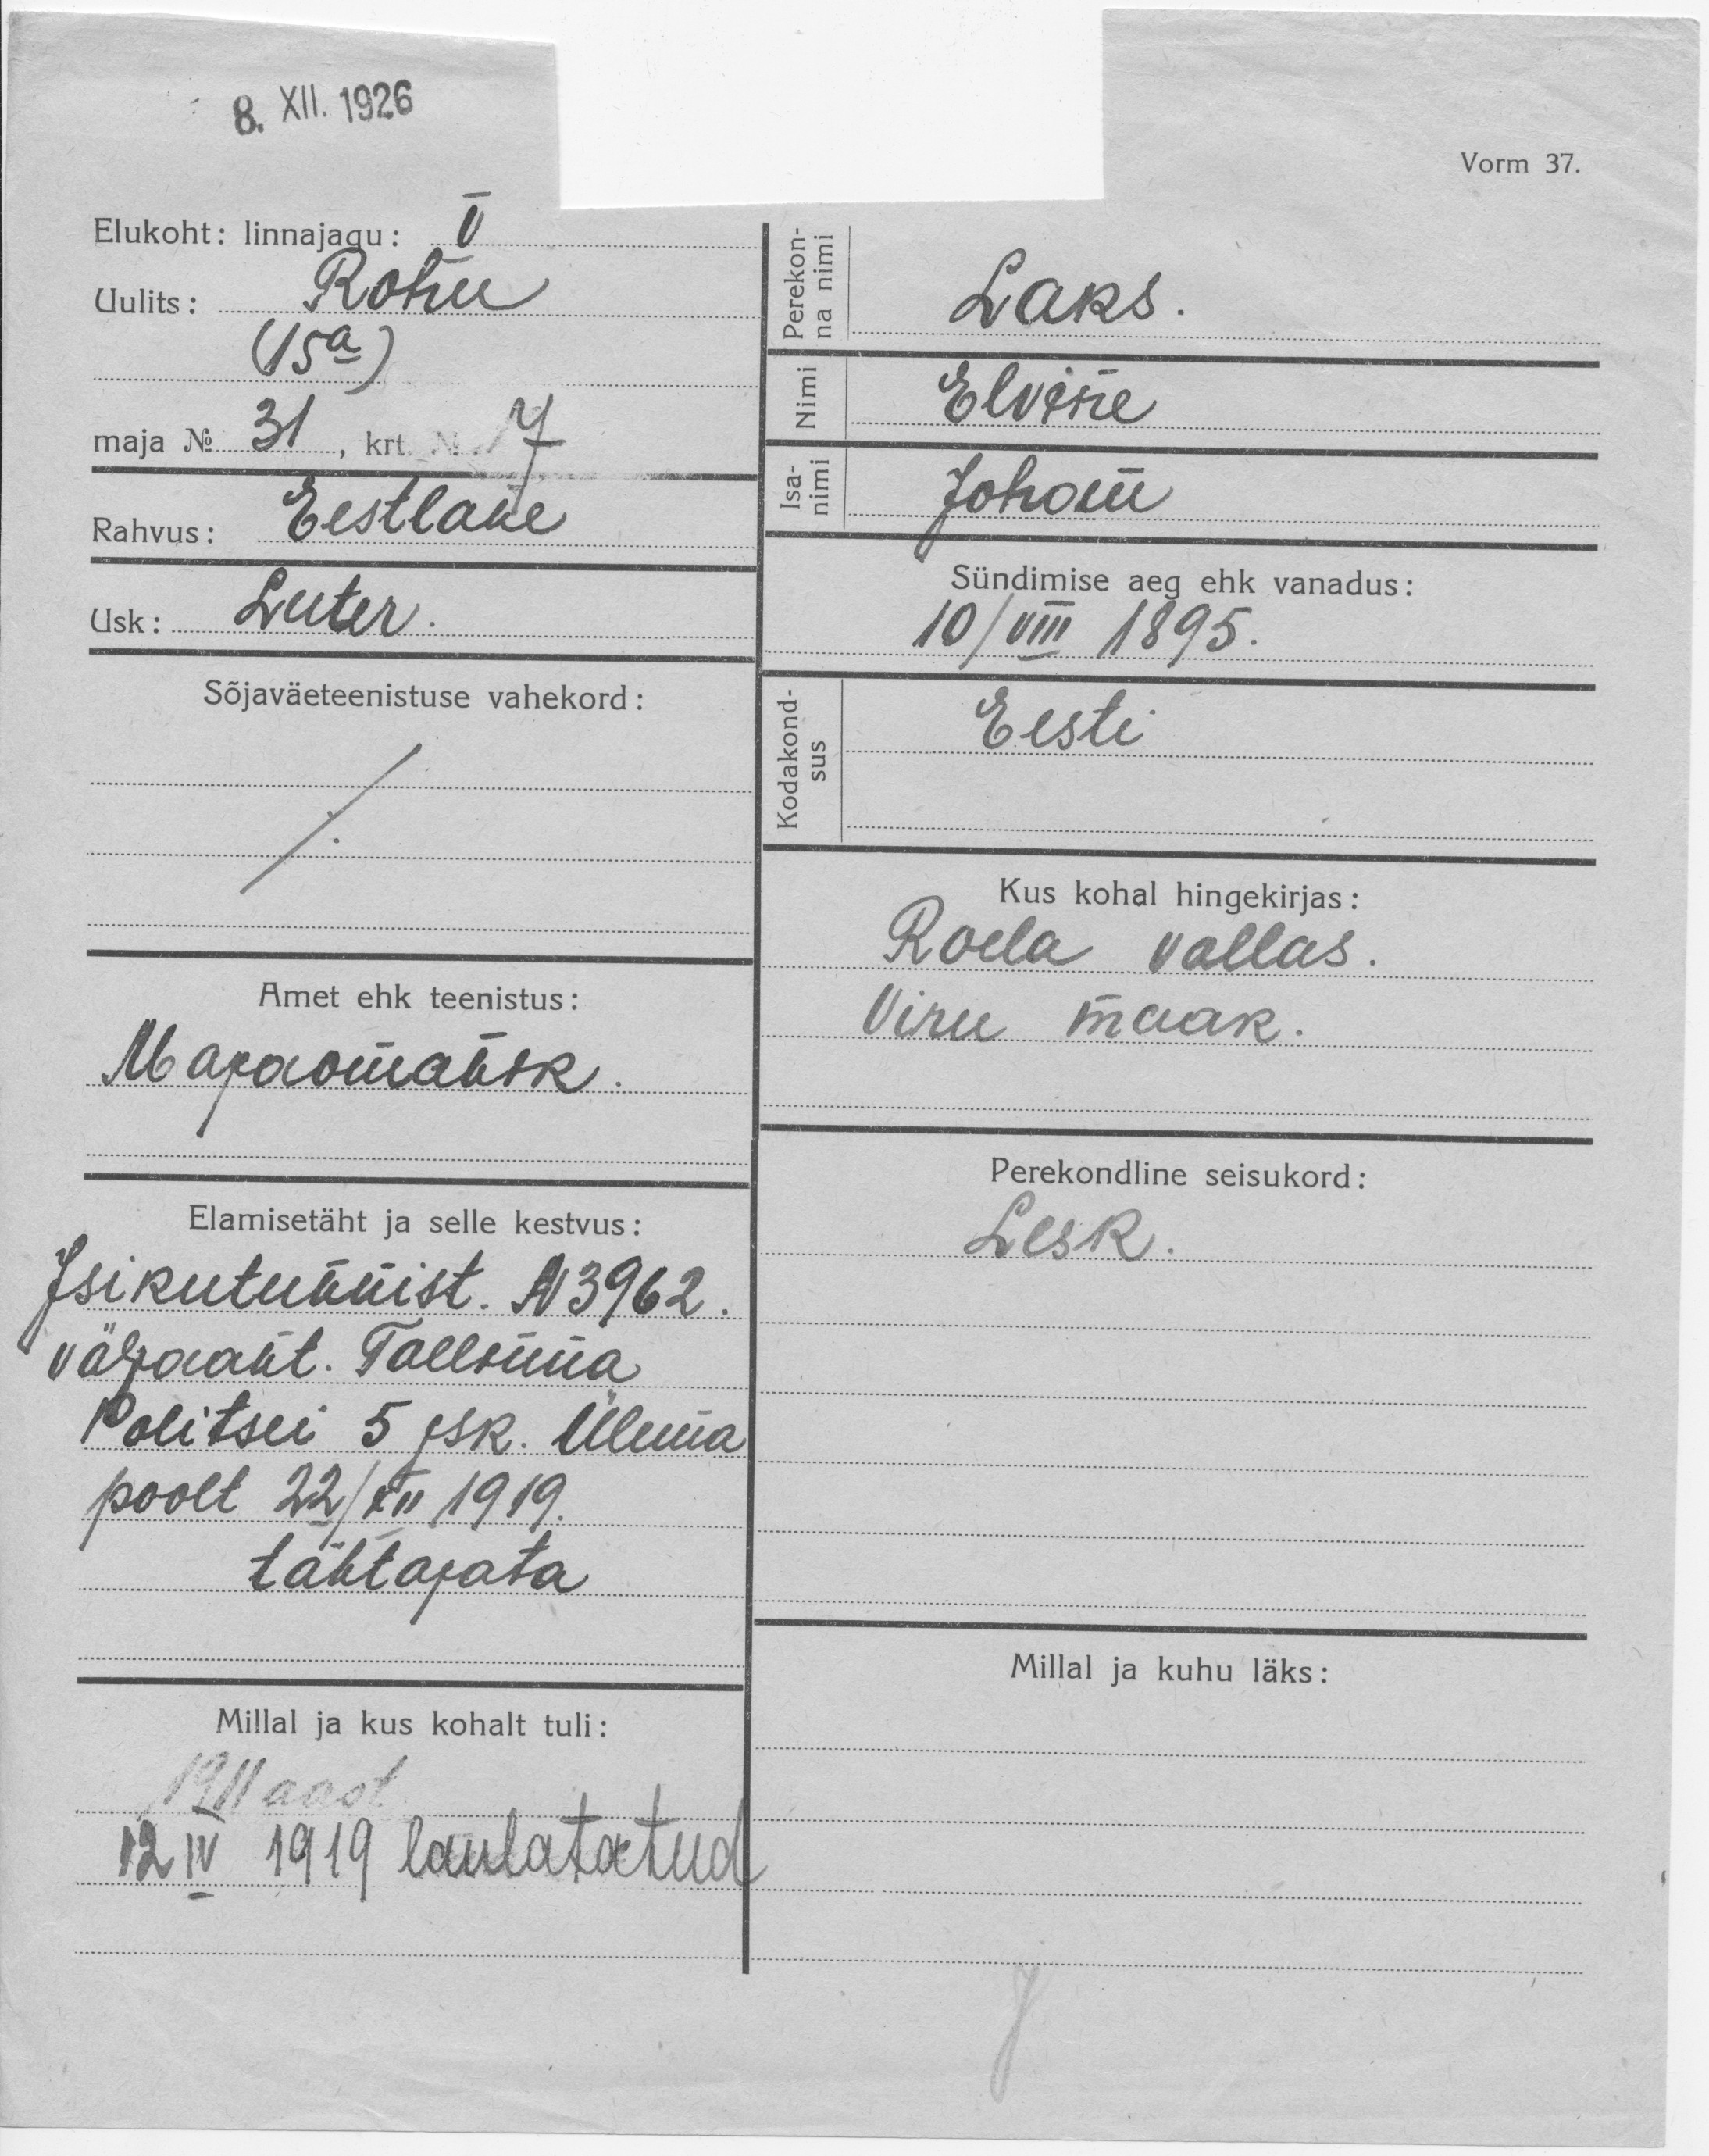 8. XII. 1926
Vorm 37.
Elukoht: linnajagu: V
Uulits: Rohu
(15a)
maja № 31, krt. № 7
Rahvus: Eestlane
Usk: Luter.
Sõjaväeteenistuse vahekord:
Amet ehk teenistus:
Majaomanik.
Elamisetäht ja selle kestvus:
Isikutunnist. N 3962.
väljaant. Tallinna
Politsei 5 jsk. Ülema
poolt 22/XII 1919.
tähtajata
Millal ja kus kohalt tuli:
1911 aast
12 IV 1919 laulatatud
Perekonna nimi
Laks.
Nimi
Elvine
Isanimi
Johan
Sündimise aeg ehk vanadus:
10/VIII 1895.
Kodakondsus
Eesti
Kus kohal hingekirjas:
Roela vallas.
Viru maak.
Perekondline seisukord:
Lesk.
Millal ja kuhu läks: